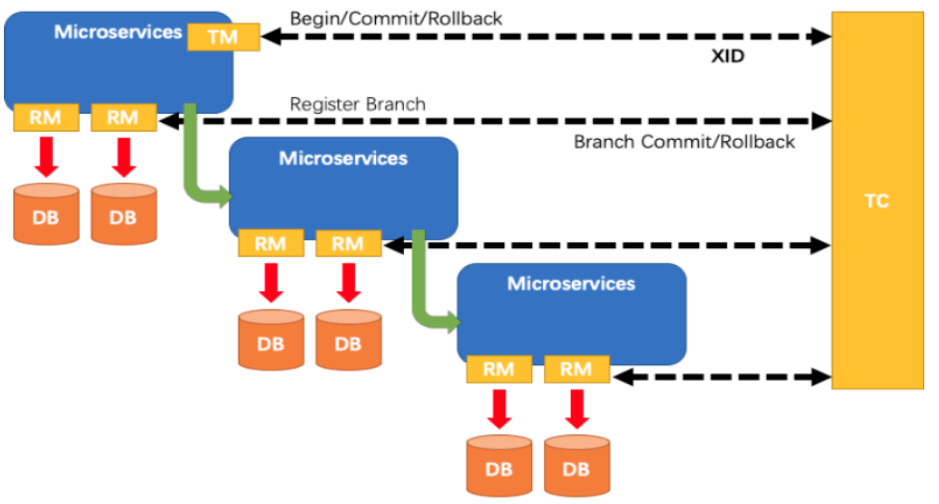 Begin/Commit/Rollback
Microservices
TM
XID
Register Branch
RM
RM
Branch Commit/Rollback
Microservices
DB
DB
TC
RM
RM
Microservices
DB
DB
RM
RM
DB
DB